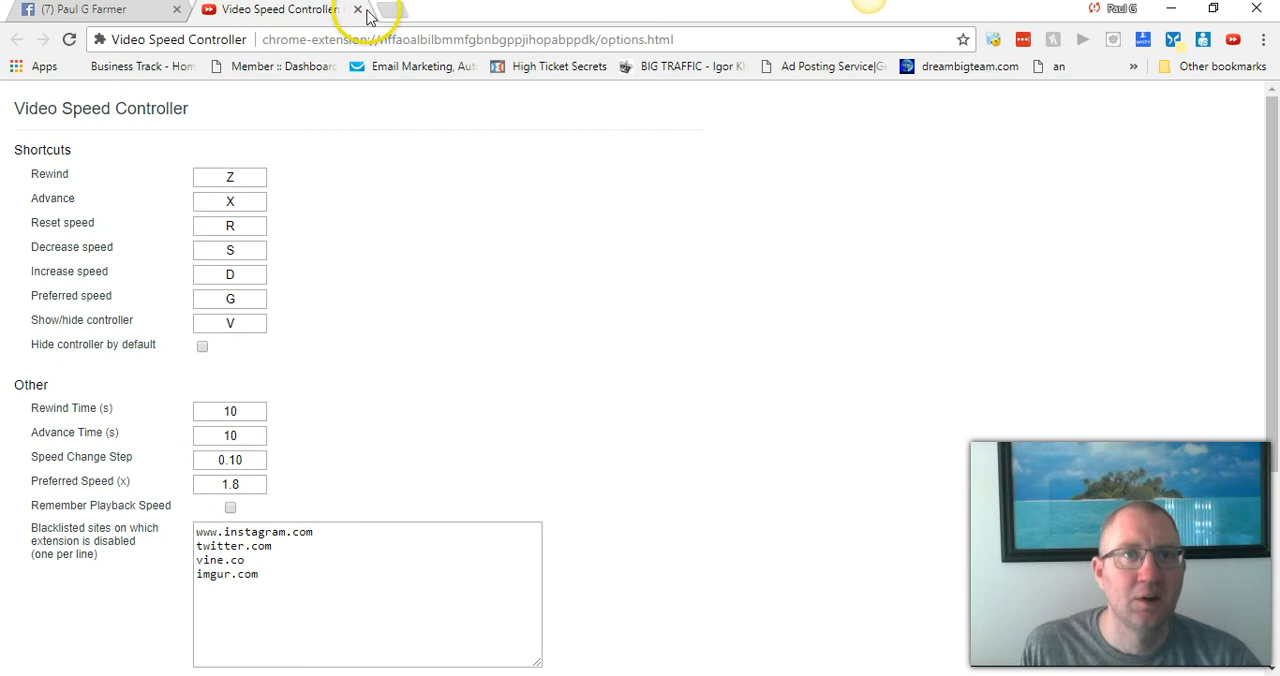 (7) Paul G Farmer
Video Speed Controller:
Paul G
Video Speed Controller
chrome-extension://nffaoalbilbmmfgbnbgppjihopabppdk/options.html
Apps
Business Track - Hom
Member :: Dashboard
Email Marketing, Aut
High Ticket Secrets
BIG TRAFFIC - Igor Kh
Ad Posting Service|Ge
dreambigteam.com
an
»
Other bookmarks
Video Speed Controller
Shortcuts
Rewind Z
Advance X
Reset speed R
Decrease speed S
Increase speed D
Preferred speed G
Show/hide controller V
Hide controller by default
Other
Rewind Time (s) 10
Advance Time (s) 10
Speed Change Step 0.10
Preferred Speed (x) 1.8
Remember Playback Speed
Blacklisted sites on which
extension is disabled
(one per line)
www.instagram.com
twitter.com
vine.co
imgur.com